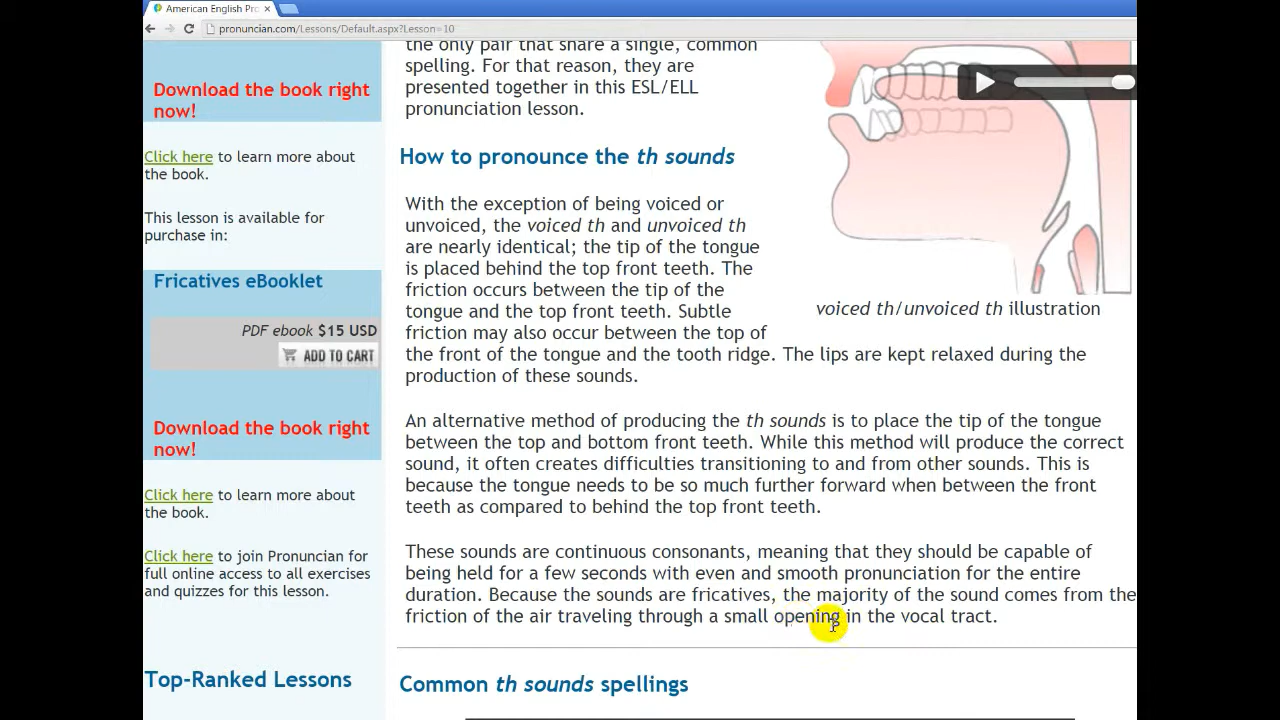 American English Pro
pronuncian.com/Lessons/Default.aspx?Lesson=10
Download the book right
now!
Click here to learn more about
the book.
This lesson is available for
purchase in:
Fricatives eBooklet
PDF ebook $15 USD
ADD TO CART
Download the book right
now!
Click here to learn more about
the book.
Click here to join Pronuncian for
full online access to all exercises
and quizzes for this lesson.
Top-Ranked Lessons
the only pair that share a single, common
spelling. For that reason, they are
presented together in this ESL/ELL
pronunciation lesson.
How to pronounce the th sounds
With the exception of being voiced or
unvoiced, the voiced th and unvoiced th
are nearly identical; the tip of the tongue
is placed behind the top front teeth. The
friction occurs between the tip of the
tongue and the top front teeth. Subtle
friction may also occur between the top of
the front of the tongue and the tooth ridge. The lips are kept relaxed during the
production of these sounds.
voiced th/unvoiced th illustration
An alternative method of producing the th sounds is to place the tip of the tongue
between the top and bottom front teeth. While this method will produce the correct
sound, it often creates difficulties transitioning to and from other sounds. This is
because the tongue needs to be so much further forward when between the front
teeth as compared to behind the top front teeth.
These sounds are continuous consonants, meaning that they should be capable of
being held for a few seconds with even and smooth pronunciation for the entire
duration. Because the sounds are fricatives, the majority of the sound comes from the
friction of the air traveling through a small opening in the vocal tract.
Common th sounds spellings